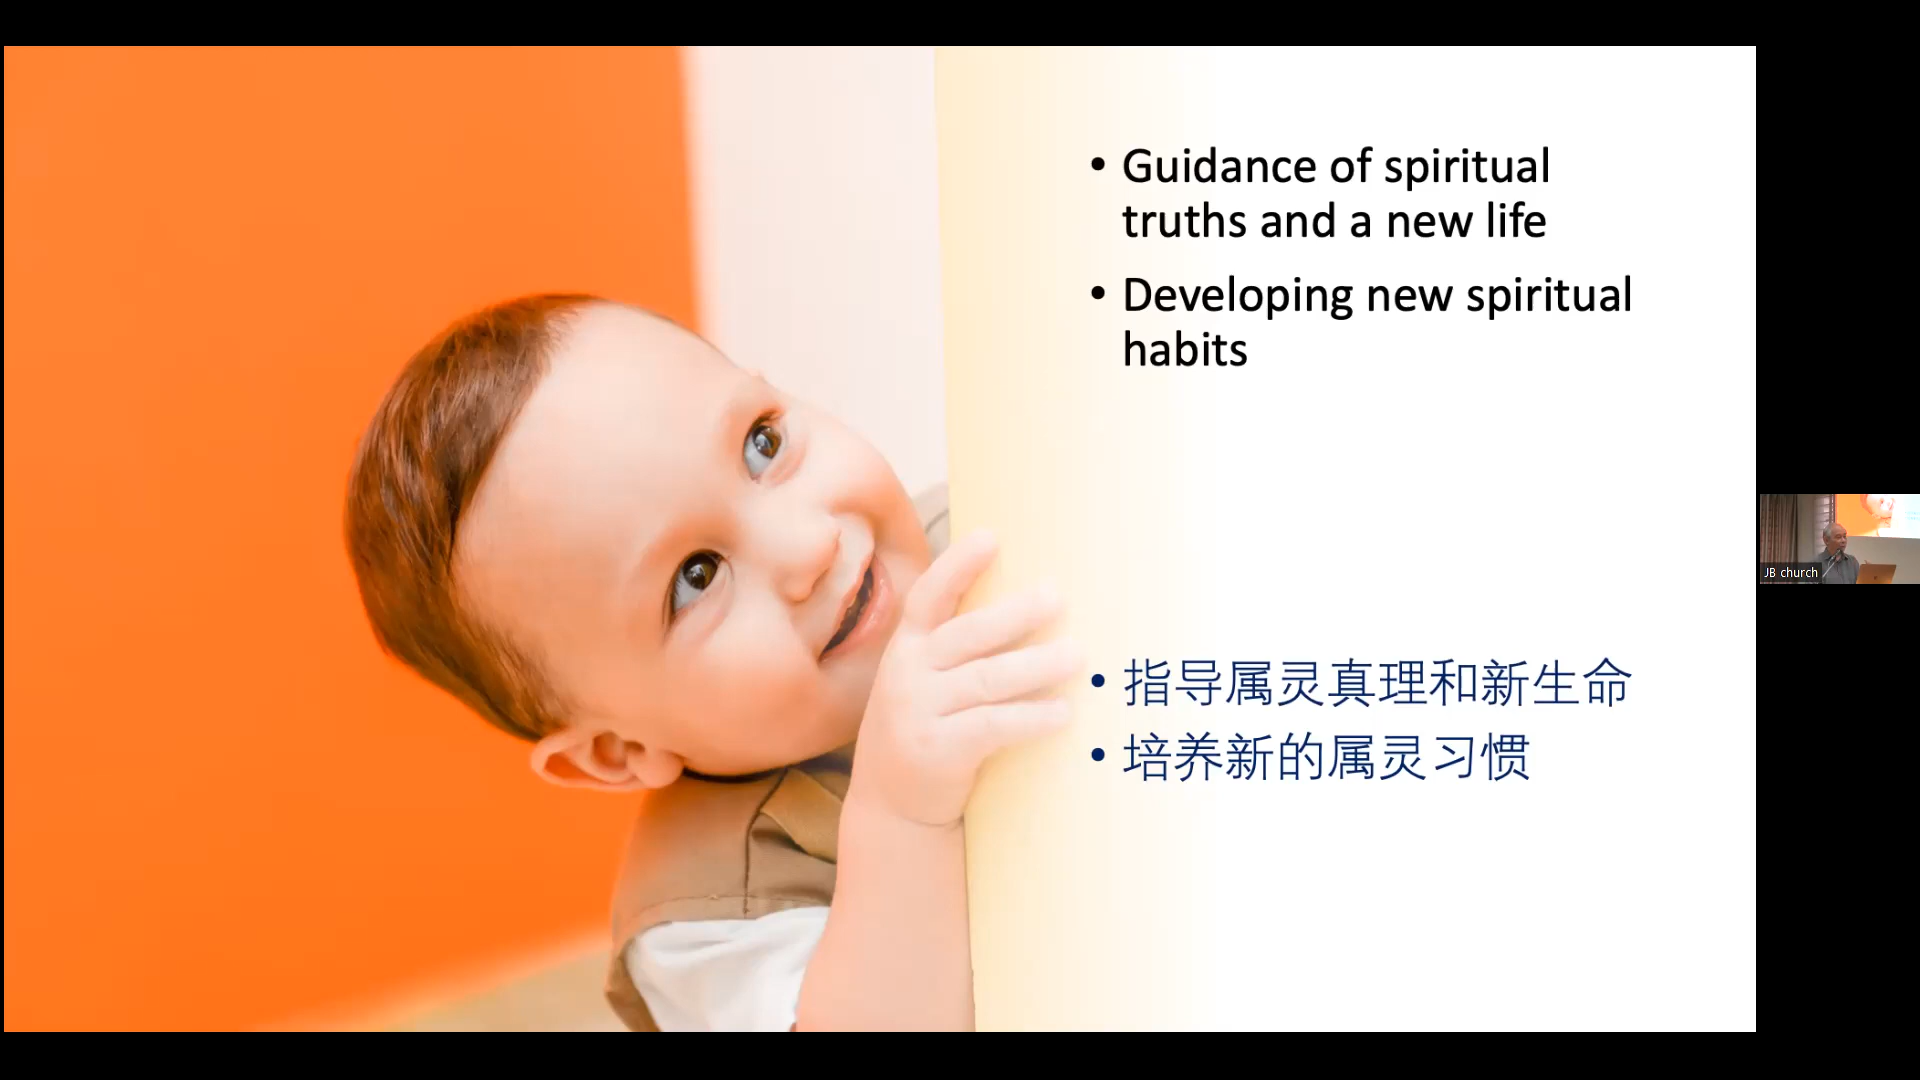 • Guidance of spiritual
truths and a new life
• Developing new spiritual
habits
JB church
• 指导属灵真理和新生命
• 培养新的属灵习惯